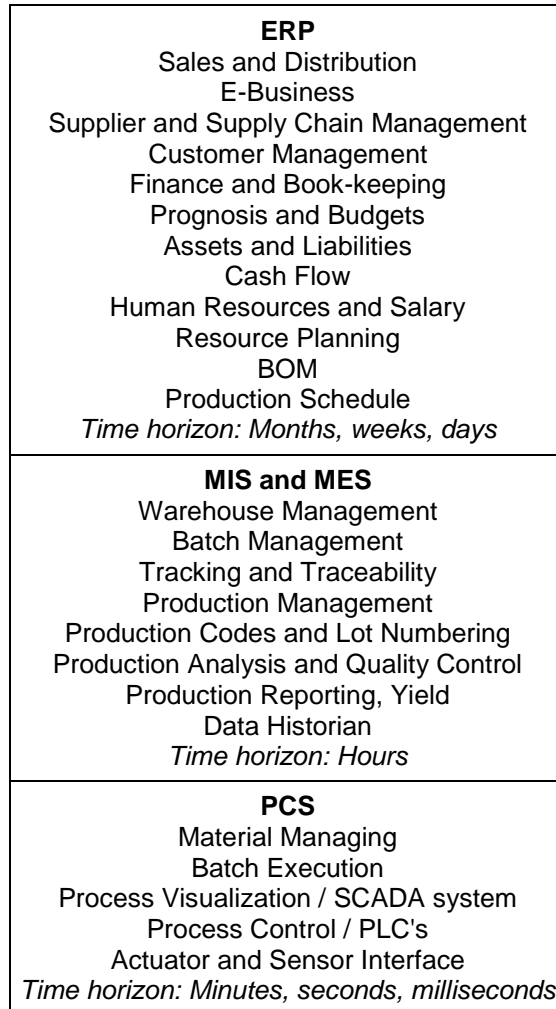 ERP
Sales and Distribution
E-Business
Supplier and Supply Chain Management
Customer Management
Finance and Book-keeping
Prognosis and Budgets
Assets and Liabilities
Cash Flow
Human Resources and Salary
Resource Planning
BOM
Production Schedule
Time horizon: Months, weeks, days
MIS and MES
Warehouse Management
Batch Management
Tracking and Traceability
Production Management
Production Codes and Lot Numbering
Production Analysis and Quality Control
Production Reporting, Yield
Data Historian
Time horizon: Hours
PCS
Material Managing
Batch Execution
Process Visualization / SCADA system
Process Control / PLC's
Actuator and Sensor Interface
Time horizon: Minutes, seconds, milliseconds